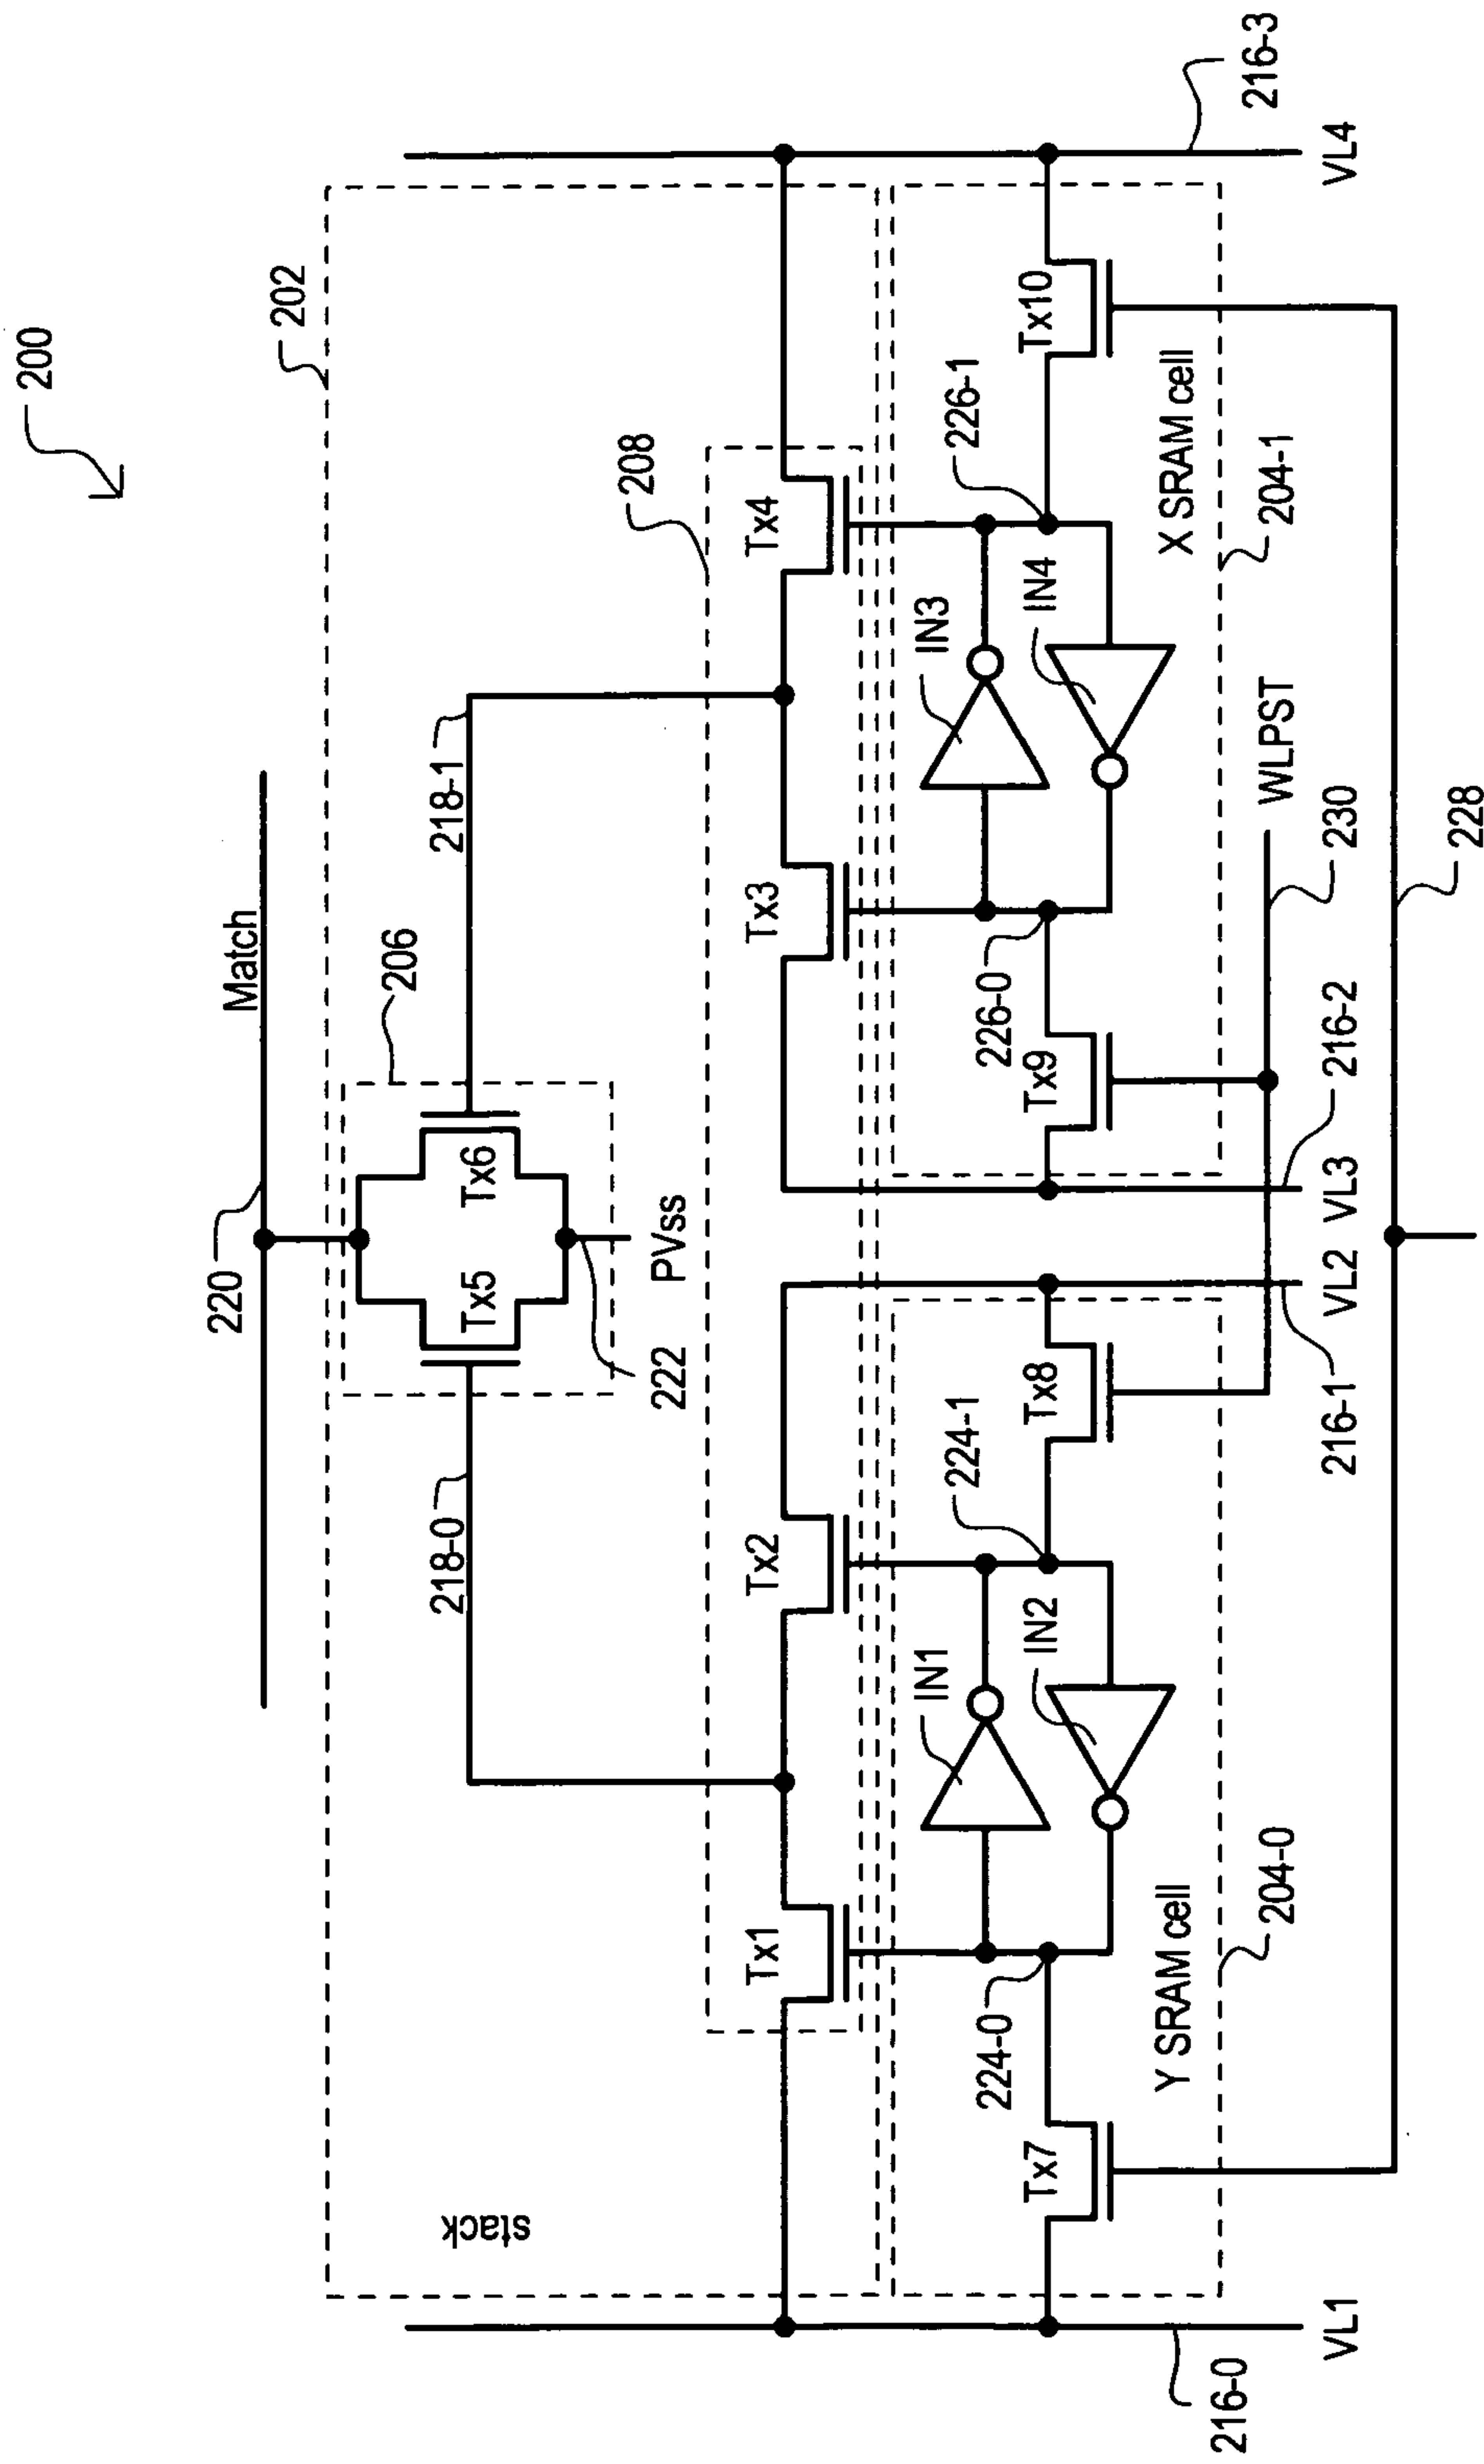 200
202
stack
Match
220
206
Tx5
Tx6
218-0
218-1
222
PVss
208
Tx1
Tx2
Tx3
Tx4
IN1
IN2
IN3
IN4
224-0
224-1
226-0
226-1
Tx7
Tx8
Tx9
Tx10
Y SRAM cell
X SRAM cell
204-0
204-1
WLPST
230
216-0
VL1
216-1
VL2
VL3
216-2
VL4
216-3
228